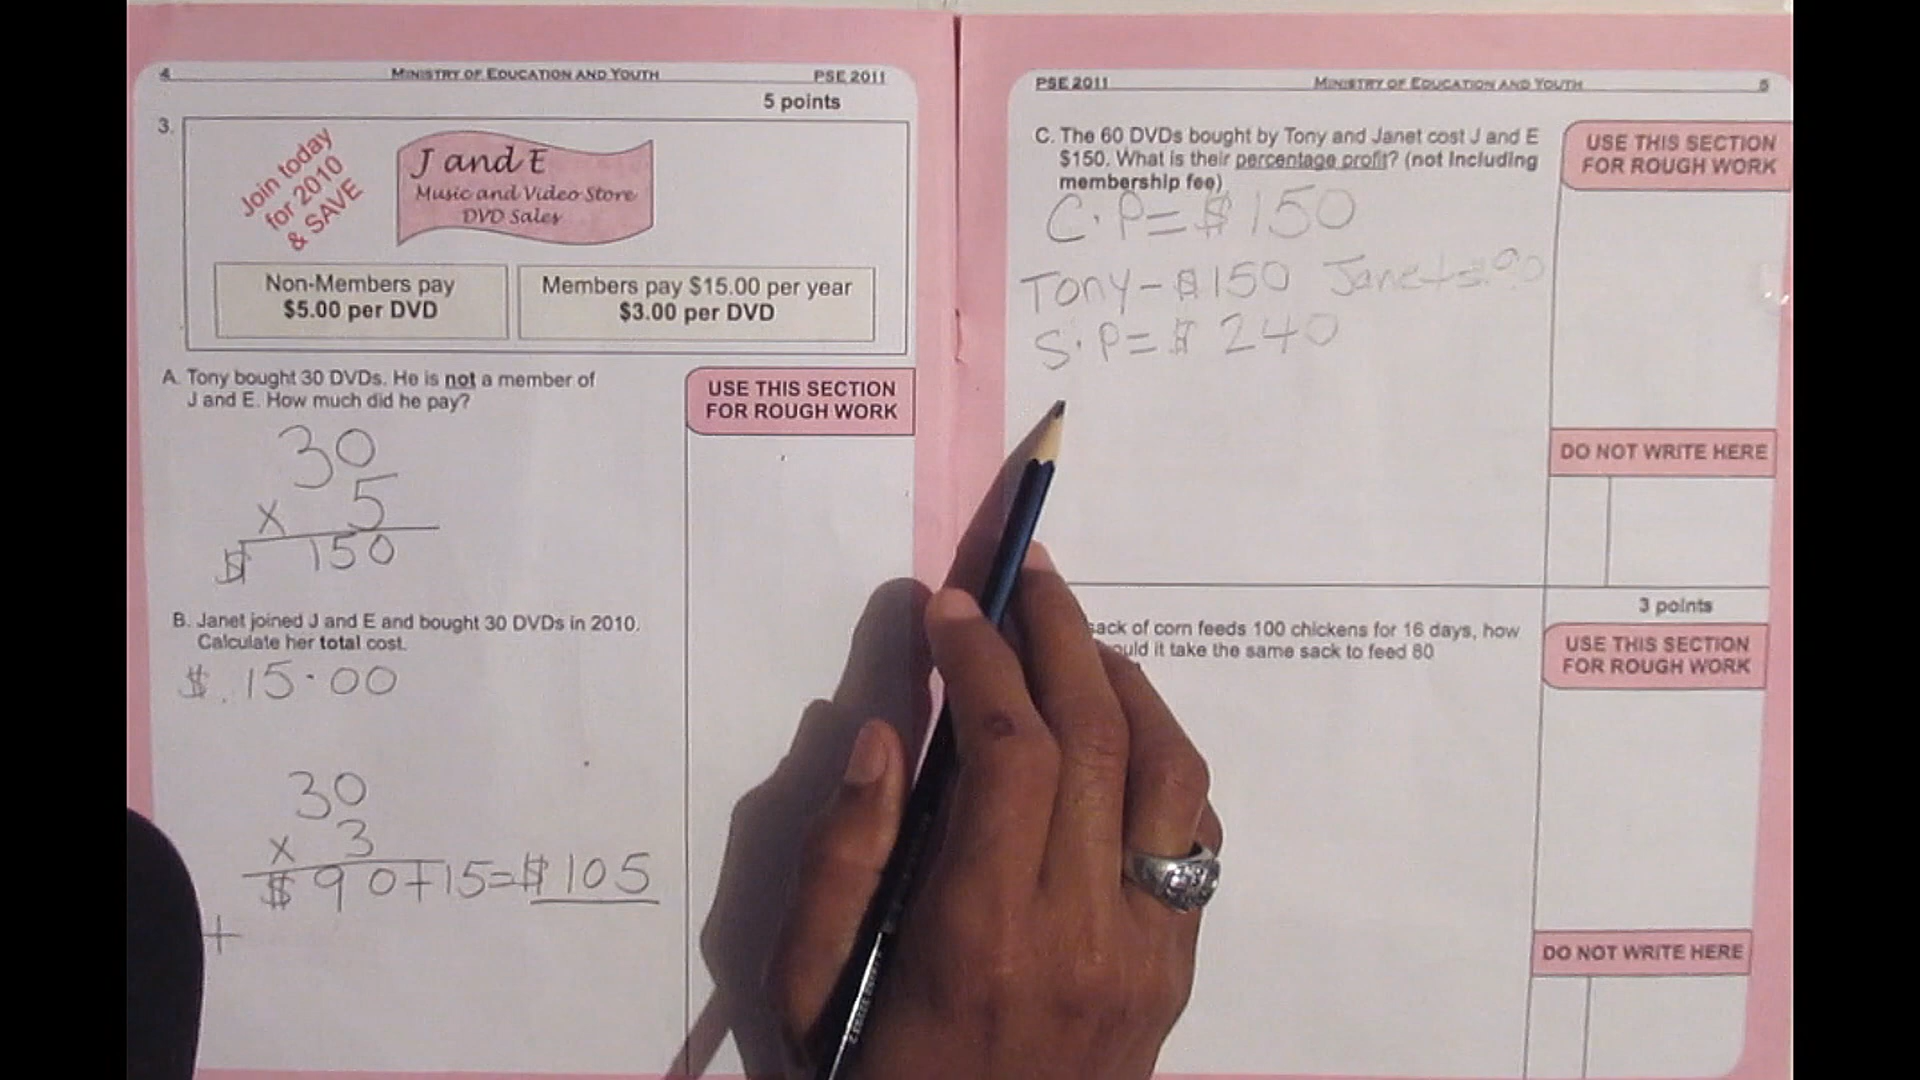 4 MINISTRY OF EDUCATION AND YOUTH PSE 2011
5 points
3.
Join today
for 2010
& SAVE
J and E
Music and Video Store
DVD Sales
Non-Members pay
$5.00 per DVD
Members pay $15.00 per year
$3.00 per DVD
A. Tony bought 30 DVDs. He is not a member of
J and E. How much did he pay?
USE THIS SECTION
FOR ROUGH WORK
30
x 5
$ 150
B. Janet joined J and E and bought 30 DVDs in 2010.
Calculate her total cost.
$.15.00
30
x 3
$90+15=$105
+
PSE 2011 MINISTRY OF EDUCATION AND YOUTH 5
C. The 60 DVDs bought by Tony and Janet cost J and E
$150. What is their percentage profit? (not including
membership fee)
USE THIS SECTION
FOR ROUGH WORK
C.P=$150
Tony-$150 Janet=90
S.P=$ 240
DO NOT WRITE HERE
3 points
sack of corn feeds 100 chickens for 16 days, how
it take the same sack to feed 80
USE THIS SECTION
FOR ROUGH WORK
DO NOT WRITE HERE